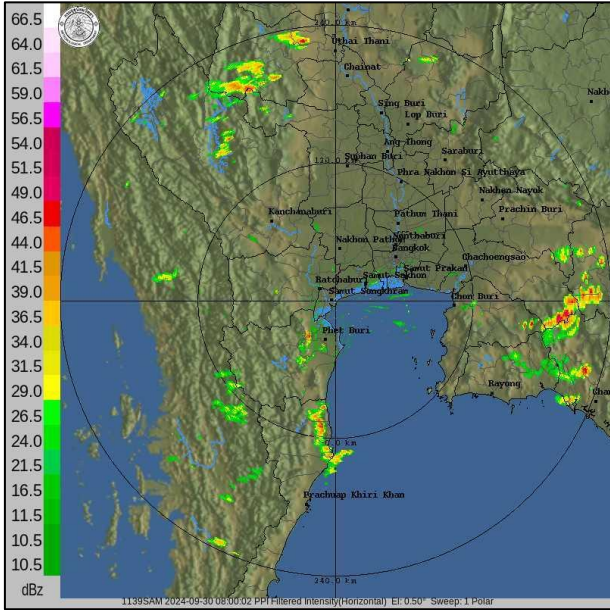 66.5
64.0
61.5
59.0
56.5
54.0
51.5
49.0
46.5
44.0
41.5
39.0
36.5
34.0
31.5
29.0
26.5
24.0
21.5
16.5
11.5
10.5
10.5
dBz
240.0 km
Uthai Thani
Chainat
Nakh
Sing Buri
Lop Buri
Ang Thong
Saraburi
120.0 km
Suphan Buri
Phra Nakhon Si Ayutthaya
Nakhon Nayok
Kanchanaburi
Pathum Thani
Prachin Buri
Nonthaburi
Nakhon Pathom
Bangkok
Chachoengsao
Samut Prakan
Samut Sakhon
Ratchaburi
Samut Songkhram
Chon Buri
Phet Buri
Rayong
Chan
Prachuap Khiri Khan
240.0 km
1139SAM 2024-09-30 08:00:02 PPI Filtered Intensity(Horizontal) El: 0.50° Sweep: 1 Polar